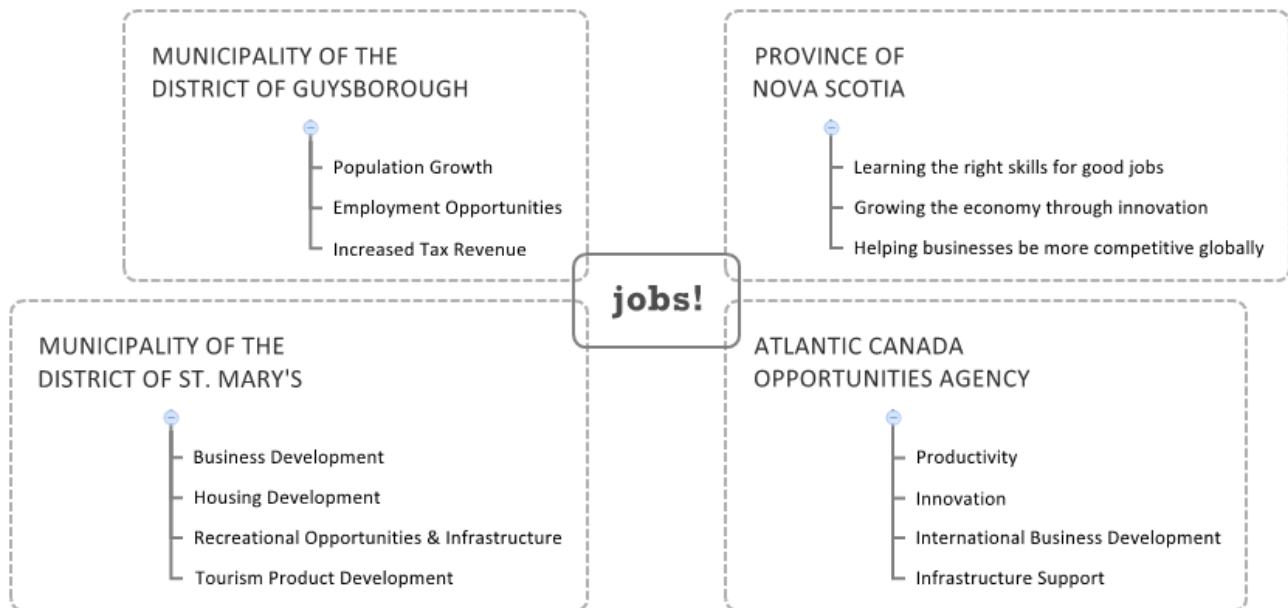 MUNICIPALITY OF THE
DISTRICT OF GUYSBOROUGH
Population Growth
Employment Opportunities
Increased Tax Revenue
PROVINCE OF
NOVA SCOTIA
Learning the right skills for good jobs
Growing the economy through innovation
Helping businesses be more competitive globally
jobs!
MUNICIPALITY OF THE
DISTRICT OF ST. MARY'S
Business Development
Housing Development
Recreational Opportunities & Infrastructure
Tourism Product Development
ATLANTIC CANADA
OPPORTUNITIES AGENCY
Productivity
Innovation
International Business Development
Infrastructure Support